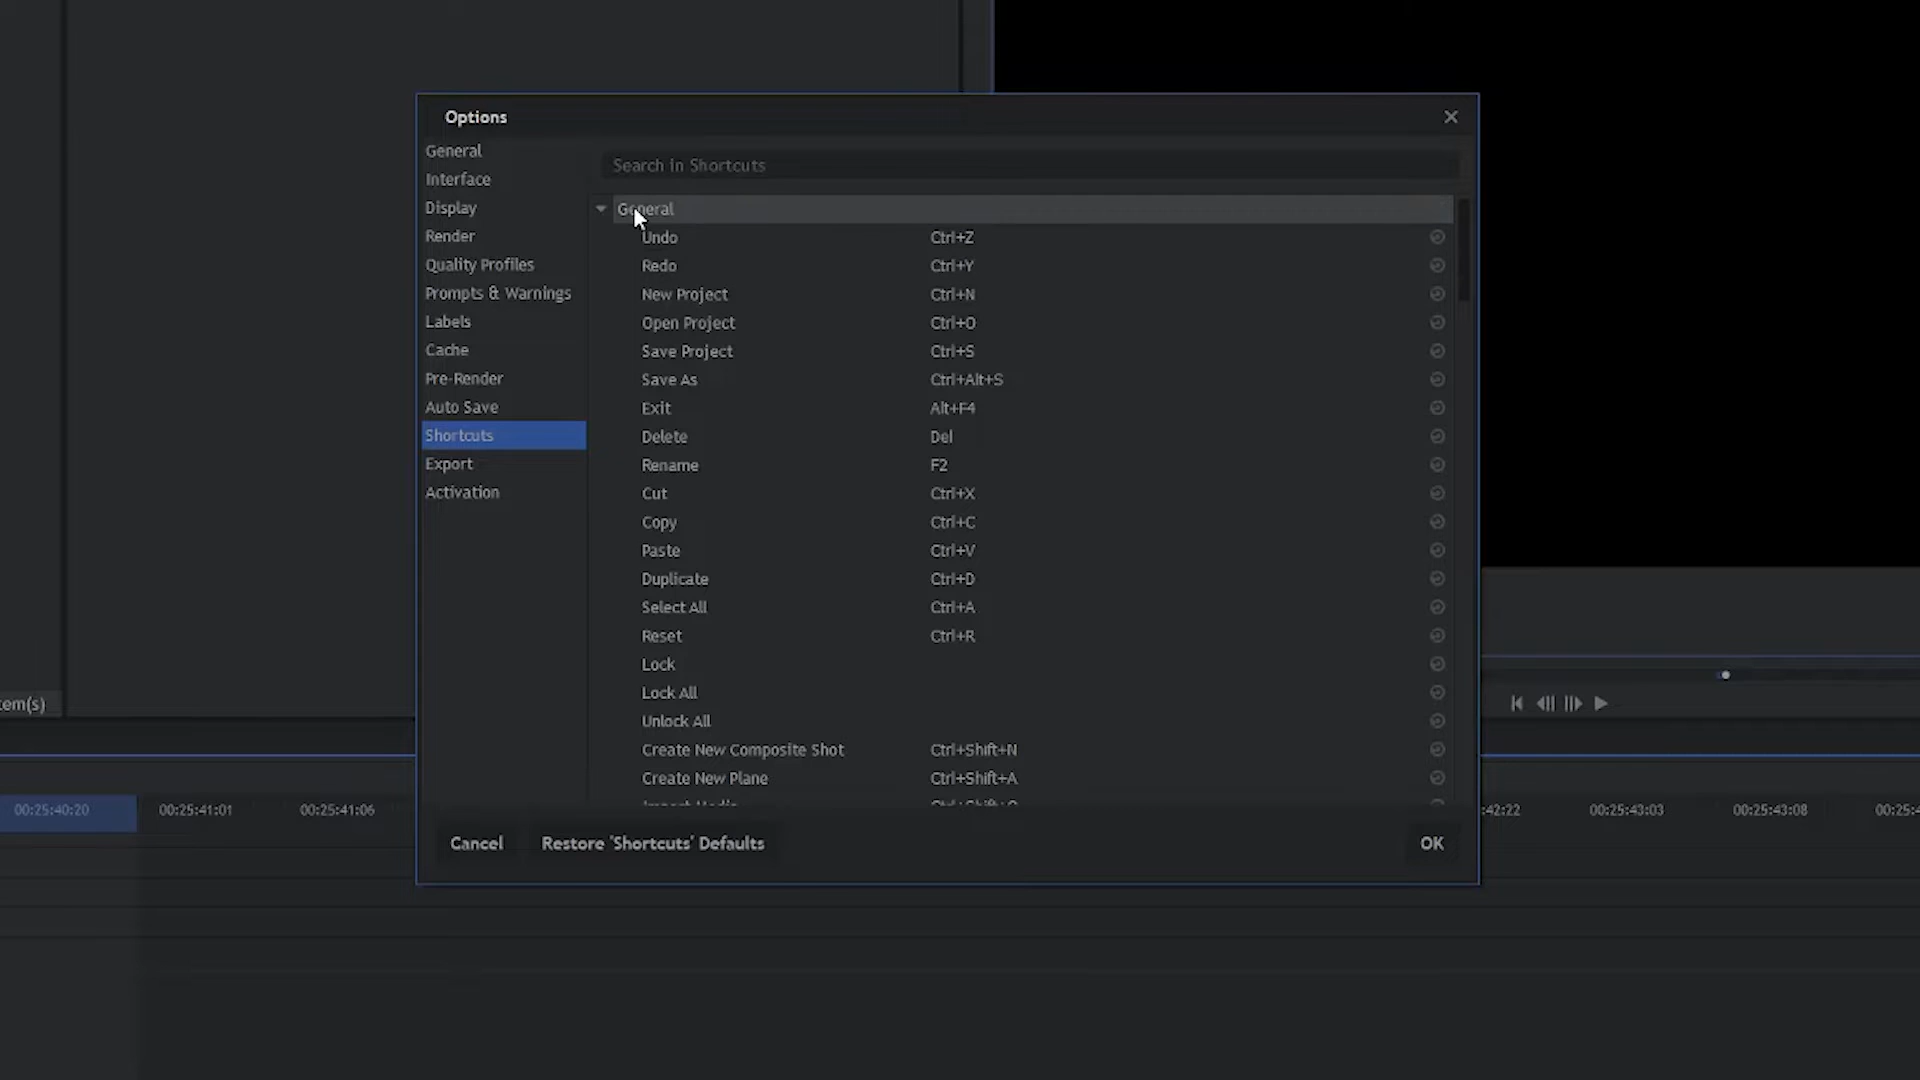 Options
General
Interface
Display
Render
Quality Profiles
Prompts & Warnings
Labels
Cache
Pre-Render
Auto Save
Shortcuts
Export
Activation
Search in Shortcuts
General
Undo Ctrl+Z
Redo Ctrl+Y
New Project Ctrl+N
Open Project Ctrl+O
Save Project Ctrl+S
Save As Ctrl+Alt+S
Exit Alt+F4
Delete Del
Rename F2
Cut Ctrl+X
Copy Ctrl+C
Paste Ctrl+V
Duplicate Ctrl+D
Select All Ctrl+A
Reset Ctrl+R
Lock
Lock All
Unlock All
Create New Composite Shot Ctrl+Shift+N
Create New Plane Ctrl+Shift+A
Cancel Restore 'Shortcuts' Defaults OK
tem(s)
00:25:40:20 00:25:41:01 00:25:41:06 :42:22 00:25:43:03 00:25:43:08 00:25:4